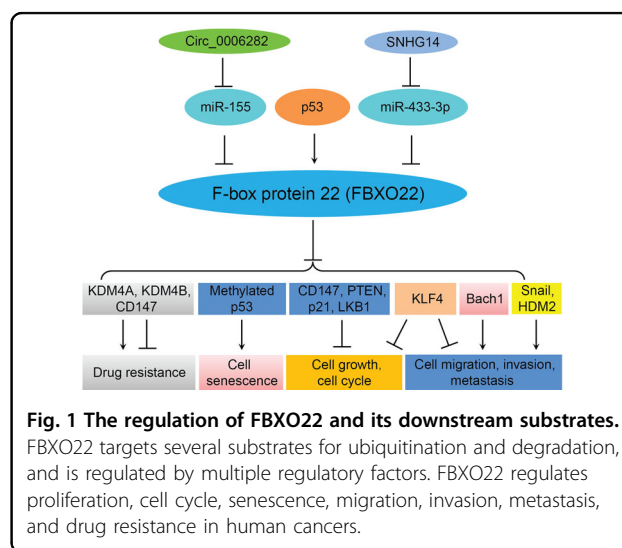 Circ_0006282
SNHG14
miR-155
p53
miR-433-3p
F-box protein 22 (FBXO22)
KDM4A, KDM4B,
CD147
Methylated
p53
CD147, PTEN,
p21, LKB1
KLF4
Bach1
Snail,
HDM2
Drug resistance
Cell
senescence
Cell growth,
cell cycle
Cell migration, invasion,
metastasis
Fig. 1 The regulation of FBXO22 and its downstream substrates.
FBXO22 targets several substrates for ubiquitination and degradation,
and is regulated by multiple regulatory factors. FBXO22 regulates
proliferation, cell cycle, senescence, migration, invasion, metastasis,
and drug resistance in human cancers.